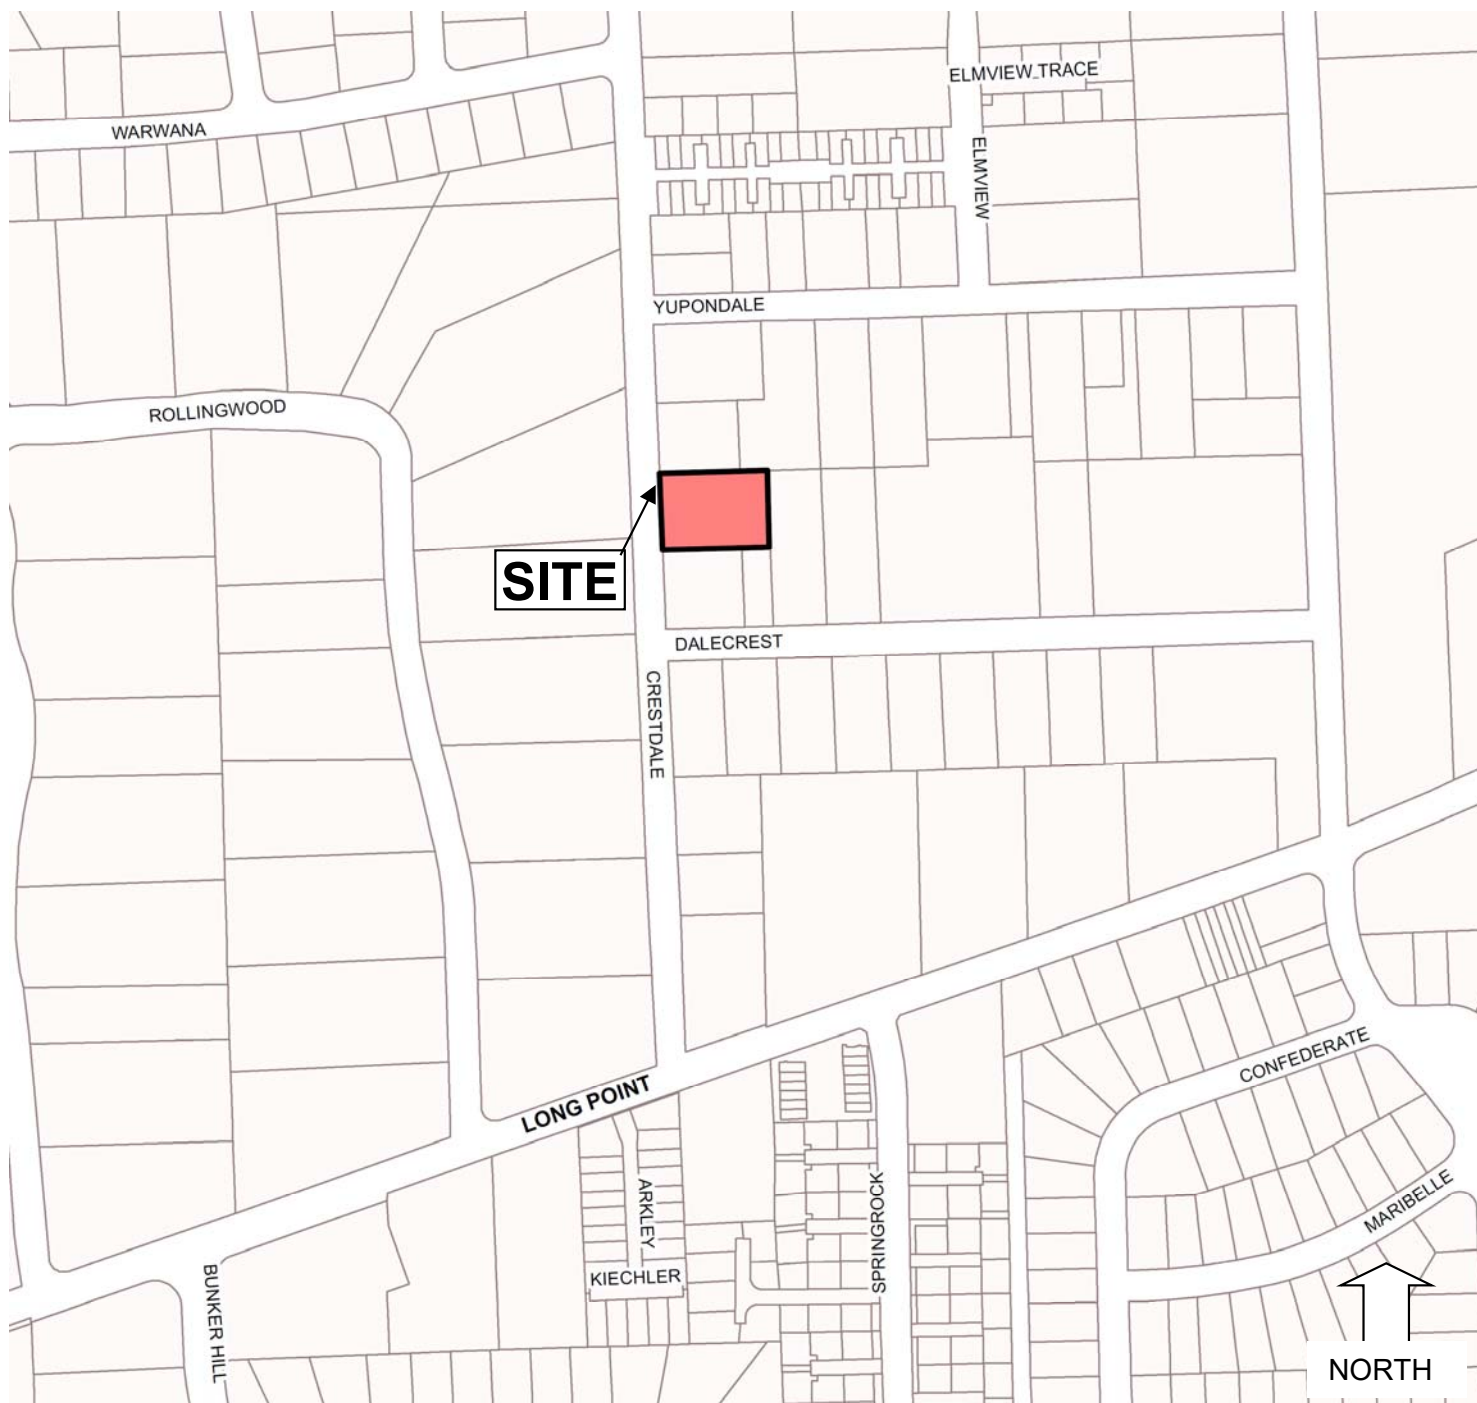 ELMVIEW TRACE
WARWANA
ELMVIEW
YUPONDALE
ROLLINGWOOD
SITE
DALECREST
CRESTDALE
CONFEDERATE
LONG POINT
ARKLEY
SPRINGROCK
MARIBELLE
KIECHLER
BUNKER HILL
NORTH